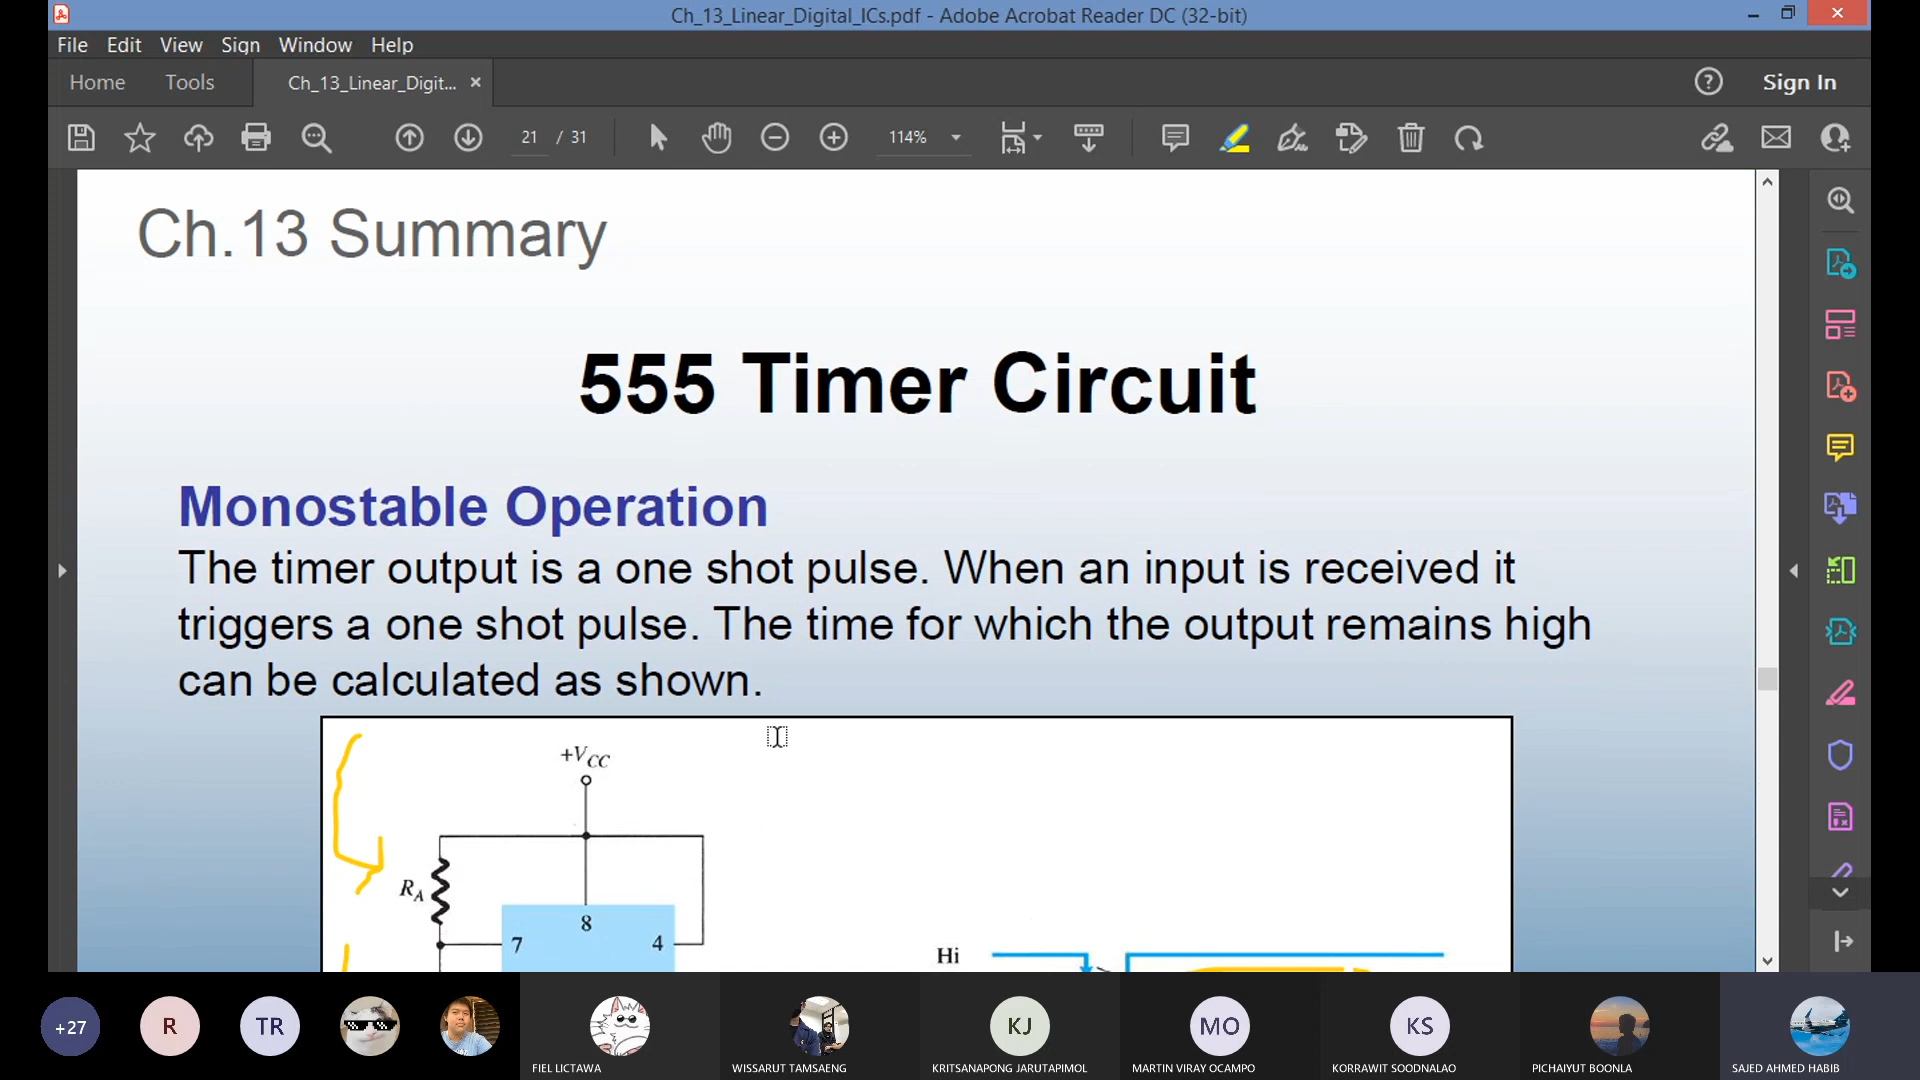 Ch_13_Linear_Digital_ICs.pdf - Adobe Acrobat Reader DC (32-bit)
File Edit View Sign Window Help
Home Tools Ch_13_Linear_Digit... × ? Sign In
21 / 31 114%
Ch.13 Summary
555 Timer Circuit
Monostable Operation
The timer output is a one shot pulse. When an input is received it
triggers a one shot pulse. The time for which the output remains high
can be calculated as shown.
+VCC
RA
8
7 4
Hi
+27 R TR KJ MO KS
FIEL LICTAWA WISSARUT TAMSAENG KRITSANAPONG JARUTAPIMOL MARTIN VIRAY OCAMPO KORRAWIT SOODNALAO PICHAIYUT BOONLA SAJED AHMED HABIB